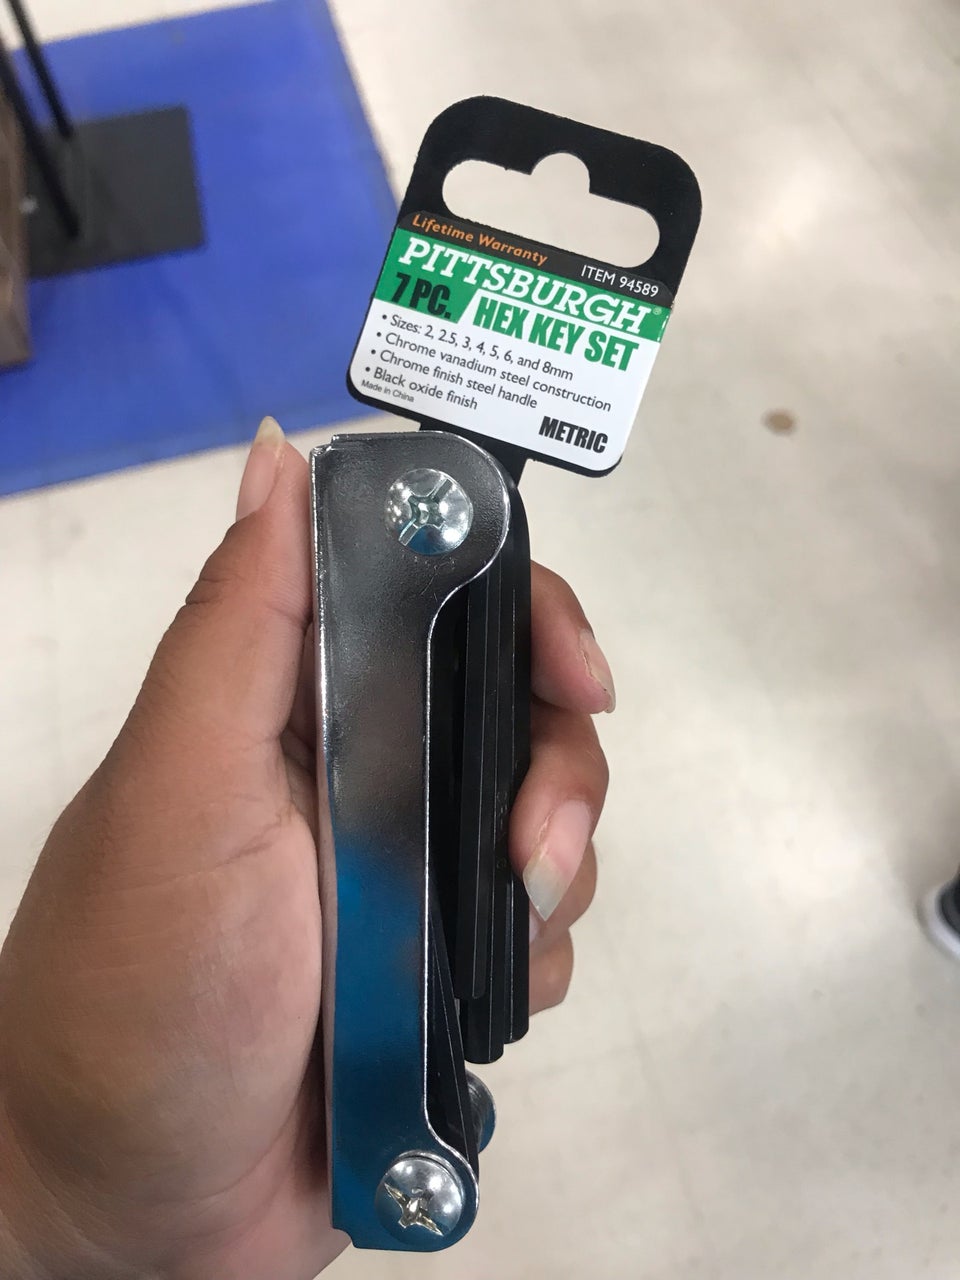 Lifetime Warranty
ITEM 94589
PITTSBURGH®
7 PC. HEX KEY SET
• Sizes: 2, 2.5, 3, 4, 5, 6, and 8mm
• Chrome vanadium steel construction
• Chrome finish steel handle
• Black oxide finish
Made in China
METRIC